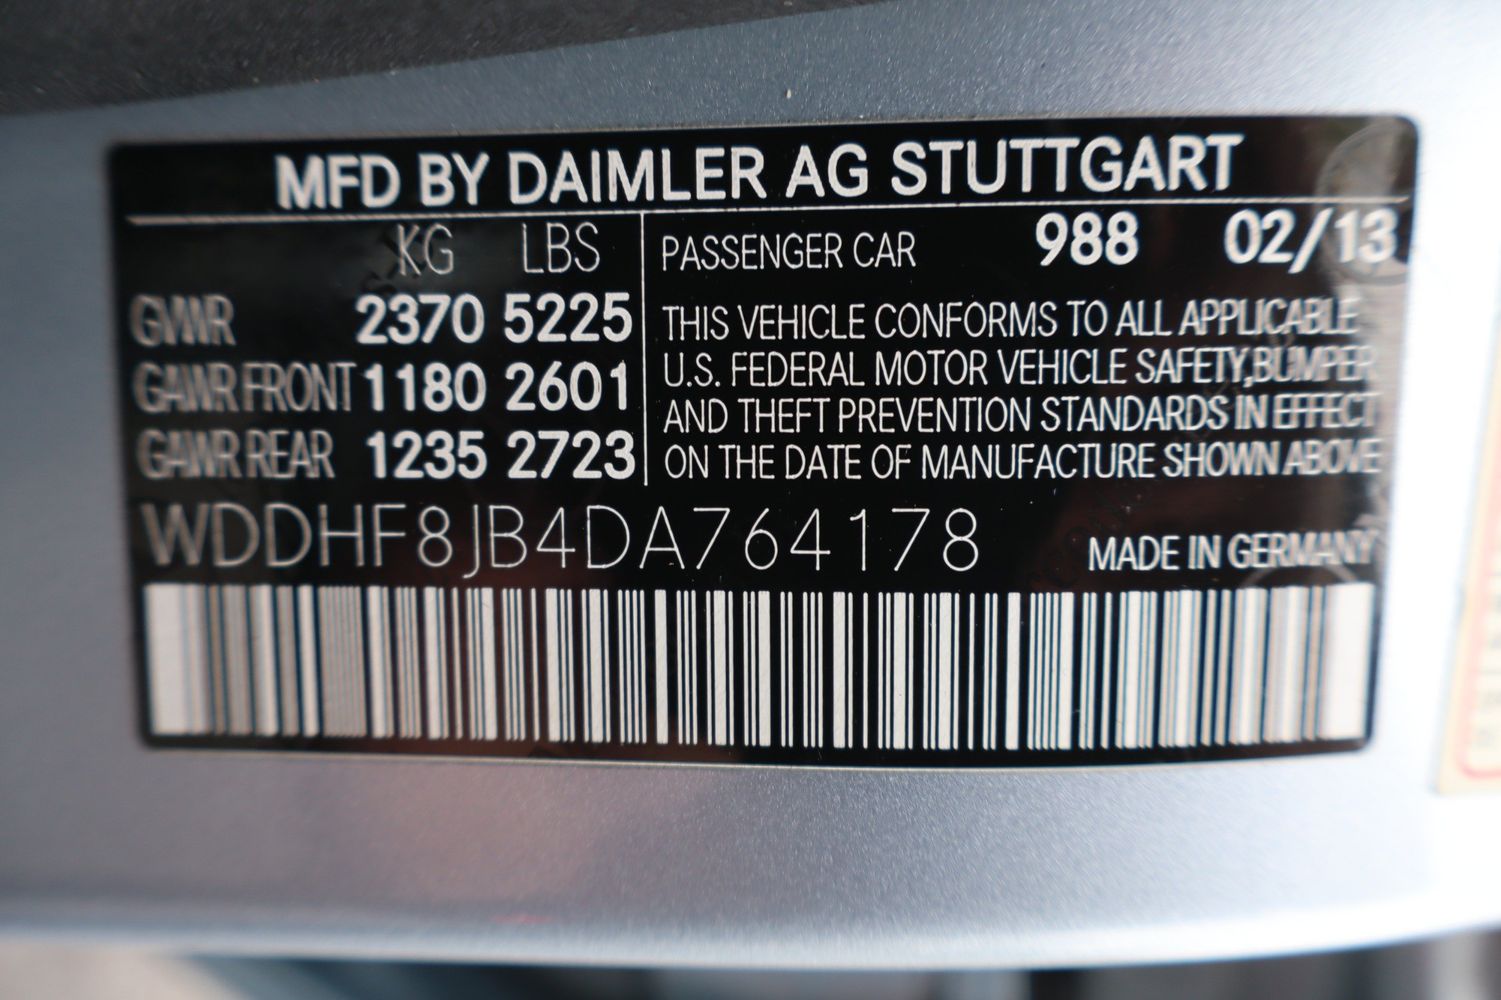 MFD BY DAIMLER AG STUTTGART
KG LBS
GVWR 2370 5225
GAWR FRONT 1180 2601
GAWR REAR 1235 2723
PASSENGER CAR 988 02/13
THIS VEHICLE CONFORMS TO ALL APPLICABLE
U.S. FEDERAL MOTOR VEHICLE SAFETY,BUMPER
AND THEFT PREVENTION STANDARDS IN EFFECT
ON THE DATE OF MANUFACTURE SHOWN ABOVE
WDDHF8JB4DA764178
MADE IN GERMANY